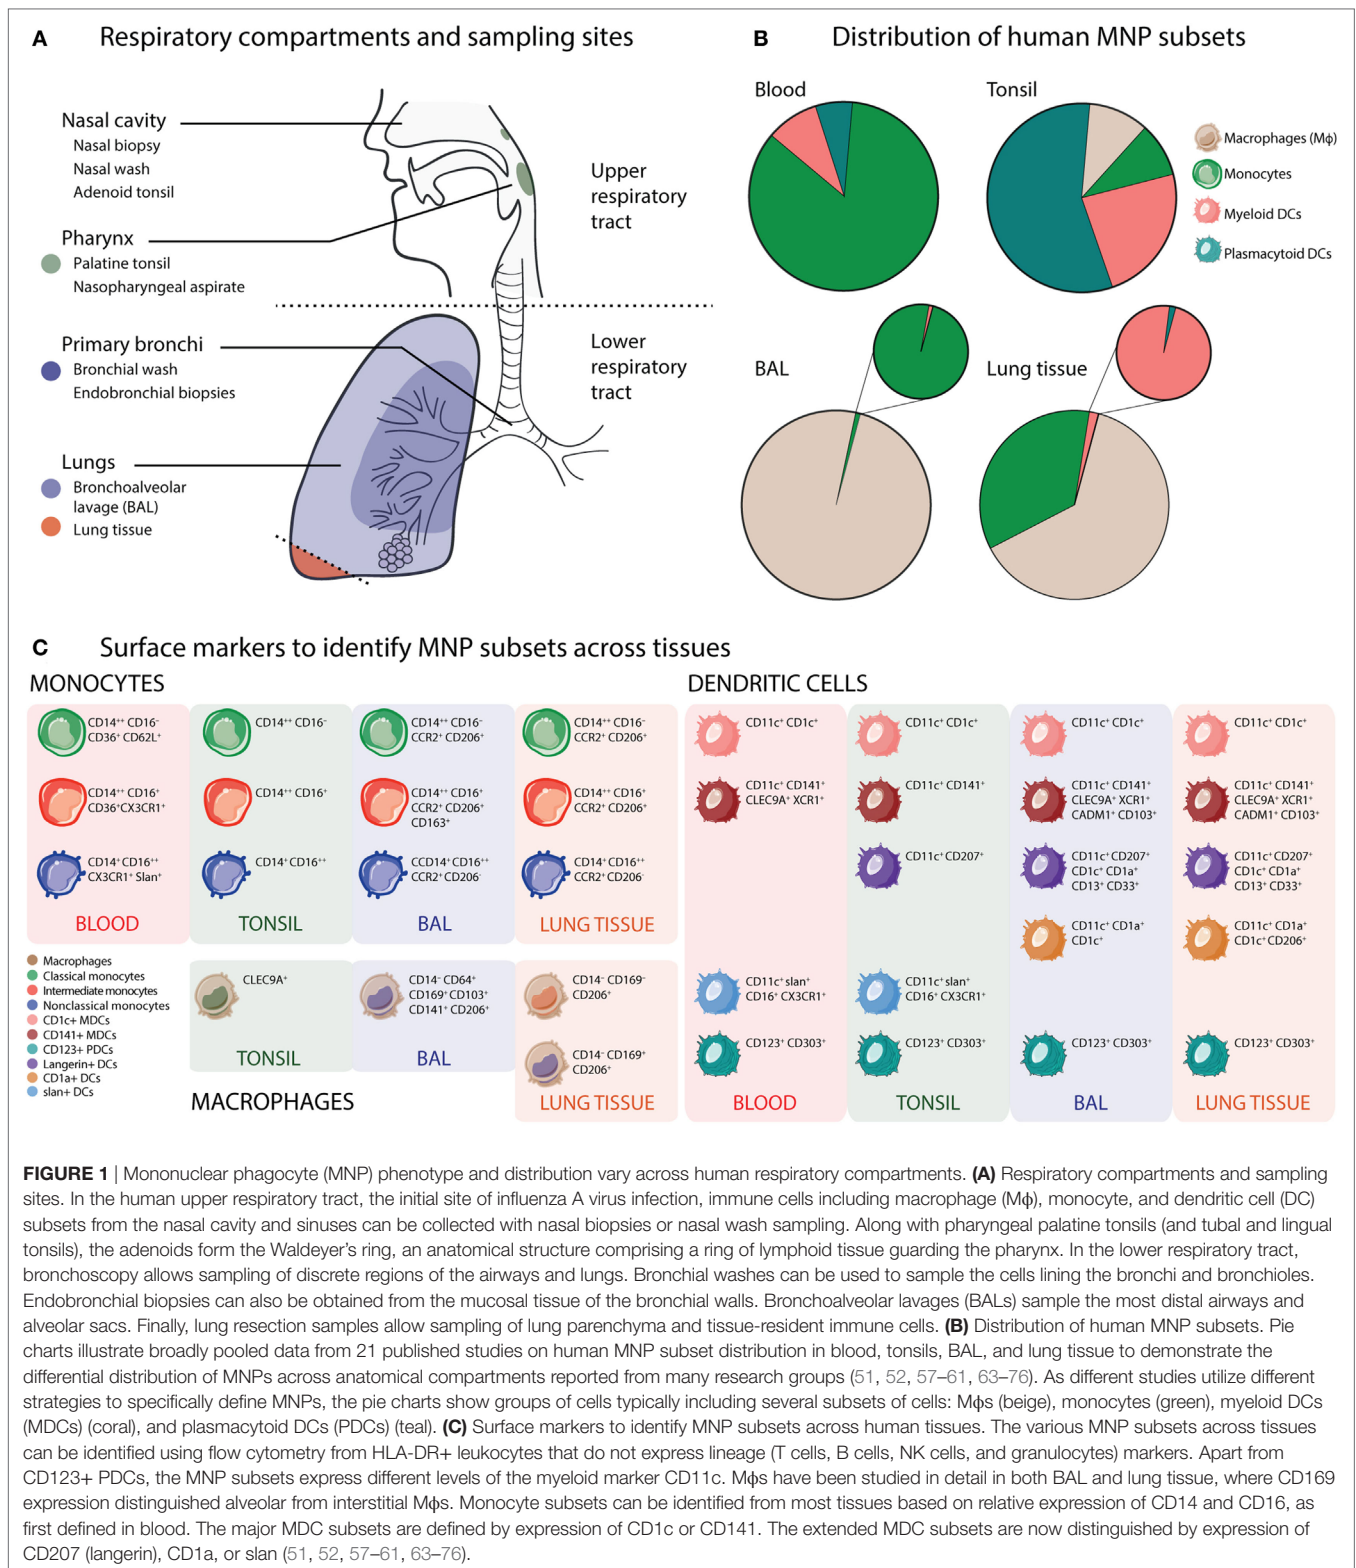 A Respiratory compartments and sampling sites
Nasal cavity
Nasal biopsy
Nasal wash
Adenoid tonsil
Pharynx
Palatine tonsil
Nasopharyngeal aspirate
Upper
respiratory
tract
Primary bronchi
Bronchial wash
Endobronchial biopsies
Lower
respiratory
tract
Lungs
Bronchoalveolar
lavage (BAL)
Lung tissue
B Distribution of human MNP subsets
Blood
Tonsil
Macrophages (Mϕ)
Monocytes
Myeloid DCs
Plasmacytoid DCs
BAL
Lung tissue
C Surface markers to identify MNP subsets across tissues
MONOCYTES
CD14⁺⁺ CD16⁻
CD36⁺ CD62L⁺
CD14⁺⁺ CD16⁺
CD36⁺CX3CR1⁺
CD14⁺ CD16⁺⁺
CX3CR1⁺ Slan⁺
BLOOD
CD14⁺⁺ CD16⁻
CD14⁺⁺ CD16⁺
CD14⁺ CD16⁺⁺
TONSIL
CD14⁺⁺ CD16⁻
CCR2⁺ CD206⁺
CD14⁺⁺ CD16⁺
CCR2⁺ CD206⁺
CD163⁺
CCD14⁺ CD16⁺⁺
CCR2⁺ CD206⁻
BAL
CD14⁺⁺ CD16⁻
CCR2⁺ CD206⁺
CD14⁺⁺ CD16⁺
CCR2⁺ CD206⁺
CD14⁺ CD16⁺⁺
CCR2⁺ CD206⁻
LUNG TISSUE
Macrophages
Classical monocytes
Intermediate monocytes
Nonclassical monocytes
CD1c+ MDCs
CD141+ MDCs
CD123+ PDCs
Langerin+ DCs
CD1a+ DCs
slan+ DCs
CLEC9A⁺
TONSIL
CD14⁻ CD64⁺
CD169⁺ CD103⁺
CD141⁺ CD206⁺
BAL
CD14⁻ CD169⁻
CD206⁺
CD14⁻ CD169⁺
CD206⁺
LUNG TISSUE
MACROPHAGES
DENDRITIC CELLS
CD11c⁺ CD1c⁺
CD11c⁺ CD141⁺
CLEC9A⁺ XCR1⁺
CD11c⁺ slan⁺
CD16⁺ CX3CR1⁺
CD123⁺ CD303⁺
BLOOD
CD11c⁺ CD1c⁺
CD11c⁺ CD141⁺
CD11c⁺ CD207⁺
CD11c⁺ slan⁺
CD16⁺ CX3CR1⁺
CD123⁺ CD303⁺
TONSIL
CD11c⁺ CD1c⁺
CD11c⁺ CD141⁺
CLEC9A⁺ XCR1⁺
CADM1⁺ CD103⁺
CD11c⁺ CD207⁺
CD1c⁺ CD1a⁺
CD13⁺ CD33⁺
CD11c⁺ CD1a⁺
CD1c⁺
CD123⁺ CD303⁺
BAL
CD11c⁺ CD1c⁺
CD11c⁺ CD141⁺
CLEC9A⁺ XCR1⁺
CADM1⁺ CD103⁺
CD11c⁺ CD207⁺
CD1c⁺ CD1a⁺
CD13⁺ CD33⁺
CD11c⁺ CD1a⁺
CD1c⁺ CD206⁺
CD123⁺ CD303⁺
LUNG TISSUE
FIGURE 1 | Mononuclear phagocyte (MNP) phenotype and distribution vary across human respiratory compartments. (A) Respiratory compartments and sampling
sites. In the human upper respiratory tract, the initial site of influenza A virus infection, immune cells including macrophage (Mϕ), monocyte, and dendritic cell (DC)
subsets from the nasal cavity and sinuses can be collected with nasal biopsies or nasal wash sampling. Along with pharyngeal palatine tonsils (and tubal and lingual
tonsils), the adenoids form the Waldeyer's ring, an anatomical structure comprising a ring of lymphoid tissue guarding the pharynx. In the lower respiratory tract,
bronchoscopy allows sampling of discrete regions of the airways and lungs. Bronchial washes can be used to sample the cells lining the bronchi and bronchioles.
Endobronchial biopsies can also be obtained from the mucosal tissue of the bronchial walls. Bronchoalveolar lavages (BALs) sample the most distal airways and
alveolar sacs. Finally, lung resection samples allow sampling of lung parenchyma and tissue-resident immune cells. (B) Distribution of human MNP subsets. Pie
charts illustrate broadly pooled data from 21 published studies on human MNP subset distribution in blood, tonsils, BAL, and lung tissue to demonstrate the
differential distribution of MNPs across anatomical compartments reported from many research groups (51, 52, 57–61, 63–76). As different studies utilize different
strategies to specifically define MNPs, the pie charts show groups of cells typically including several subsets of cells: Mϕs (beige), monocytes (green), myeloid DCs
(MDCs) (coral), and plasmacytoid DCs (PDCs) (teal). (C) Surface markers to identify MNP subsets across human tissues. The various MNP subsets across tissues
can be identified using flow cytometry from HLA-DR+ leukocytes that do not express lineage (T cells, B cells, NK cells, and granulocytes) markers. Apart from
CD123+ PDCs, the MNP subsets express different levels of the myeloid marker CD11c. Mϕs have been studied in detail in both BAL and lung tissue, where CD169
expression distinguished alveolar from interstitial Mϕs. Monocyte subsets can be identified from most tissues based on relative expression of CD14 and CD16, as
first defined in blood. The major MDC subsets are defined by expression of CD1c or CD141. The extended MDC subsets are now distinguished by expression of
CD207 (langerin), CD1a, or slan (51, 52, 57–61, 63–76).